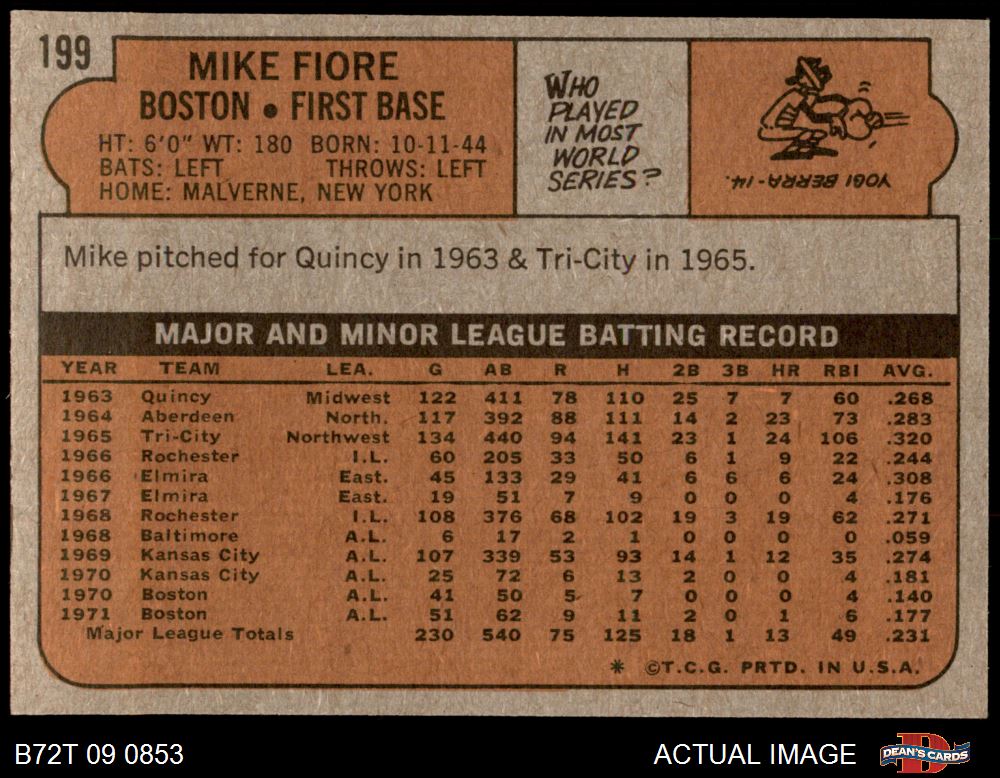 199
MIKE FIORE
BOSTON • FIRST BASE
HT: 6'0" WT: 180 BORN: 10-11-44
BATS: LEFT THROWS: LEFT
HOME: MALVERNE, NEW YORK
WHO
PLAYED
IN MOST
WORLD
SERIES?
YOGI BERRA-14.
Mike pitched for Quincy in 1963 & Tri-City in 1965.
MAJOR AND MINOR LEAGUE BATTING RECORD
YEAR TEAM LEA. G AB R H 2B 3B HR RBI AVG.
1963 Quincy Midwest 122 411 78 110 25 7 7 60 .268
1964 Aberdeen North. 117 392 88 111 14 2 23 73 .283
1965 Tri-City Northwest 134 440 94 141 23 1 24 106 .320
1966 Rochester I.L. 60 205 33 50 6 1 9 22 .244
1966 Elmira East. 45 133 29 41 6 6 6 24 .308
1967 Elmira East. 19 51 7 9 0 0 0 4 .176
1968 Rochester I.L. 108 376 68 102 19 3 19 62 .271
1968 Baltimore A.L. 6 17 2 1 0 0 0 0 .059
1969 Kansas City A.L. 107 339 53 93 14 1 12 35 .274
1970 Kansas City A.L. 25 72 6 13 2 0 0 4 .181
1970 Boston A.L. 41 50 5 7 0 0 0 4 .140
1971 Boston A.L. 51 62 9 11 2 0 1 6 .177
Major League Totals 230 540 75 125 18 1 13 49 .231
* ©T.C.G. PRTD. IN U.S.A.
B72T 09 0853
ACTUAL IMAGE
DEAN'S CARDS